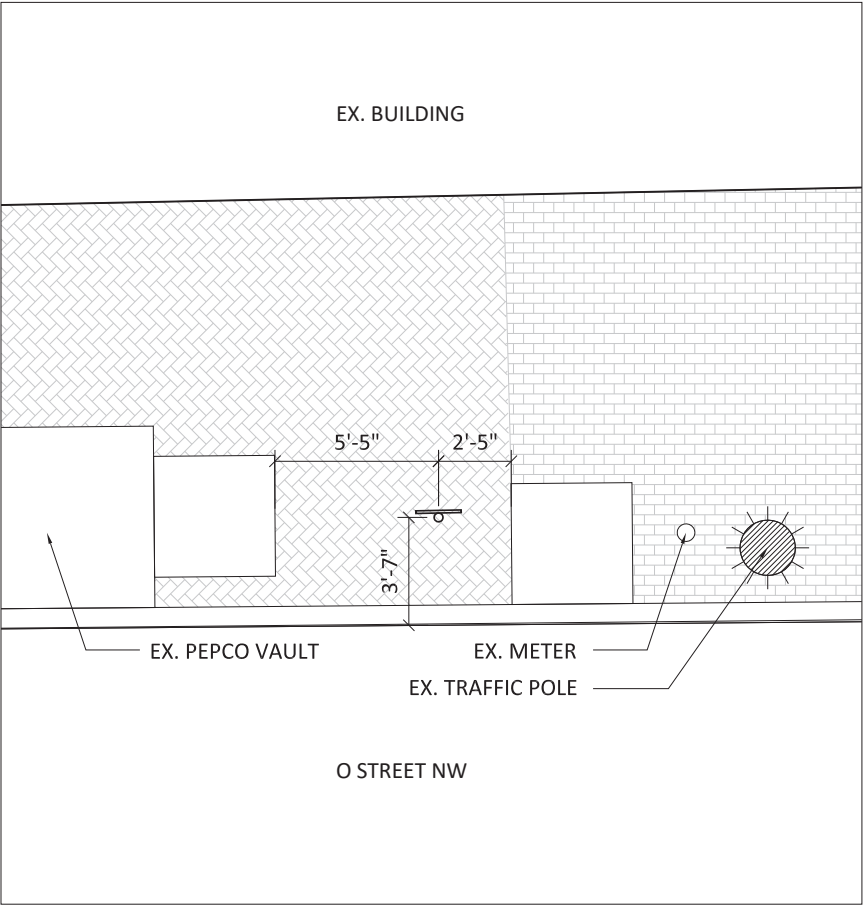 EX. BUILDING
5'-5"
2'-5"
3'-7"
EX. PEPCO VAULT
EX. METER
EX. TRAFFIC POLE
O STREET NW